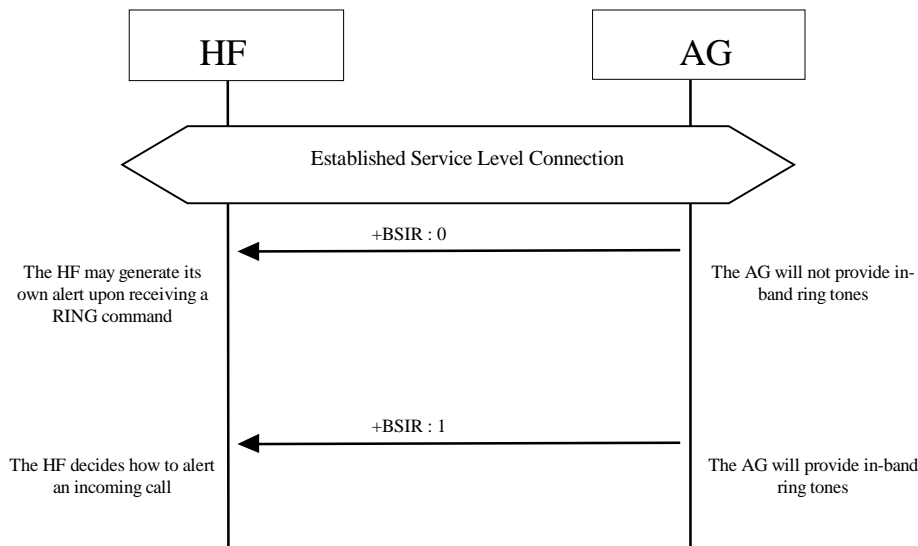 HF
AG
Established Service Level Connection
+BSIR : 0
The HF may generate its
own alert upon receiving a
RING command
The AG will not provide in-
band ring tones
+BSIR : 1
The HF decides how to alert
an incoming call
The AG will provide in-band
ring tones